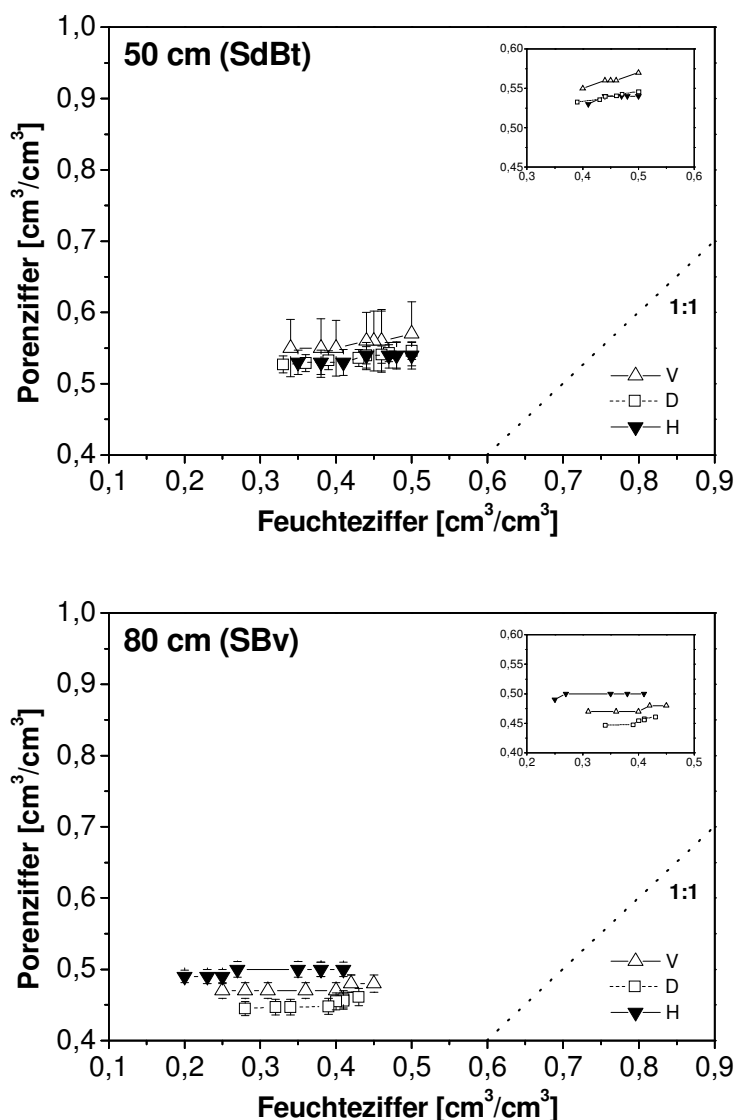 50 cm (SdBt)
1,0
0,9
0,8
0,7
0,6
0,5
0,4
Porenziffer [cm³/cm³]
0,60
0,55
0,50
0,45
0,3 0,4 0,5 0,6
1:1
V
D
H
0,1 0,2 0,3 0,4 0,5 0,6 0,7 0,8 0,9
Feuchteziffer [cm³/cm³]
80 cm (SBv)
1,0
0,9
0,8
0,7
0,6
0,5
0,4
Porenziffer [cm³/cm³]
0,60
0,55
0,50
0,45
0,40
0,2 0,3 0,4 0,5
1:1
V
D
H
0,1 0,2 0,3 0,4 0,5 0,6 0,7 0,8 0,9
Feuchteziffer [cm³/cm³]